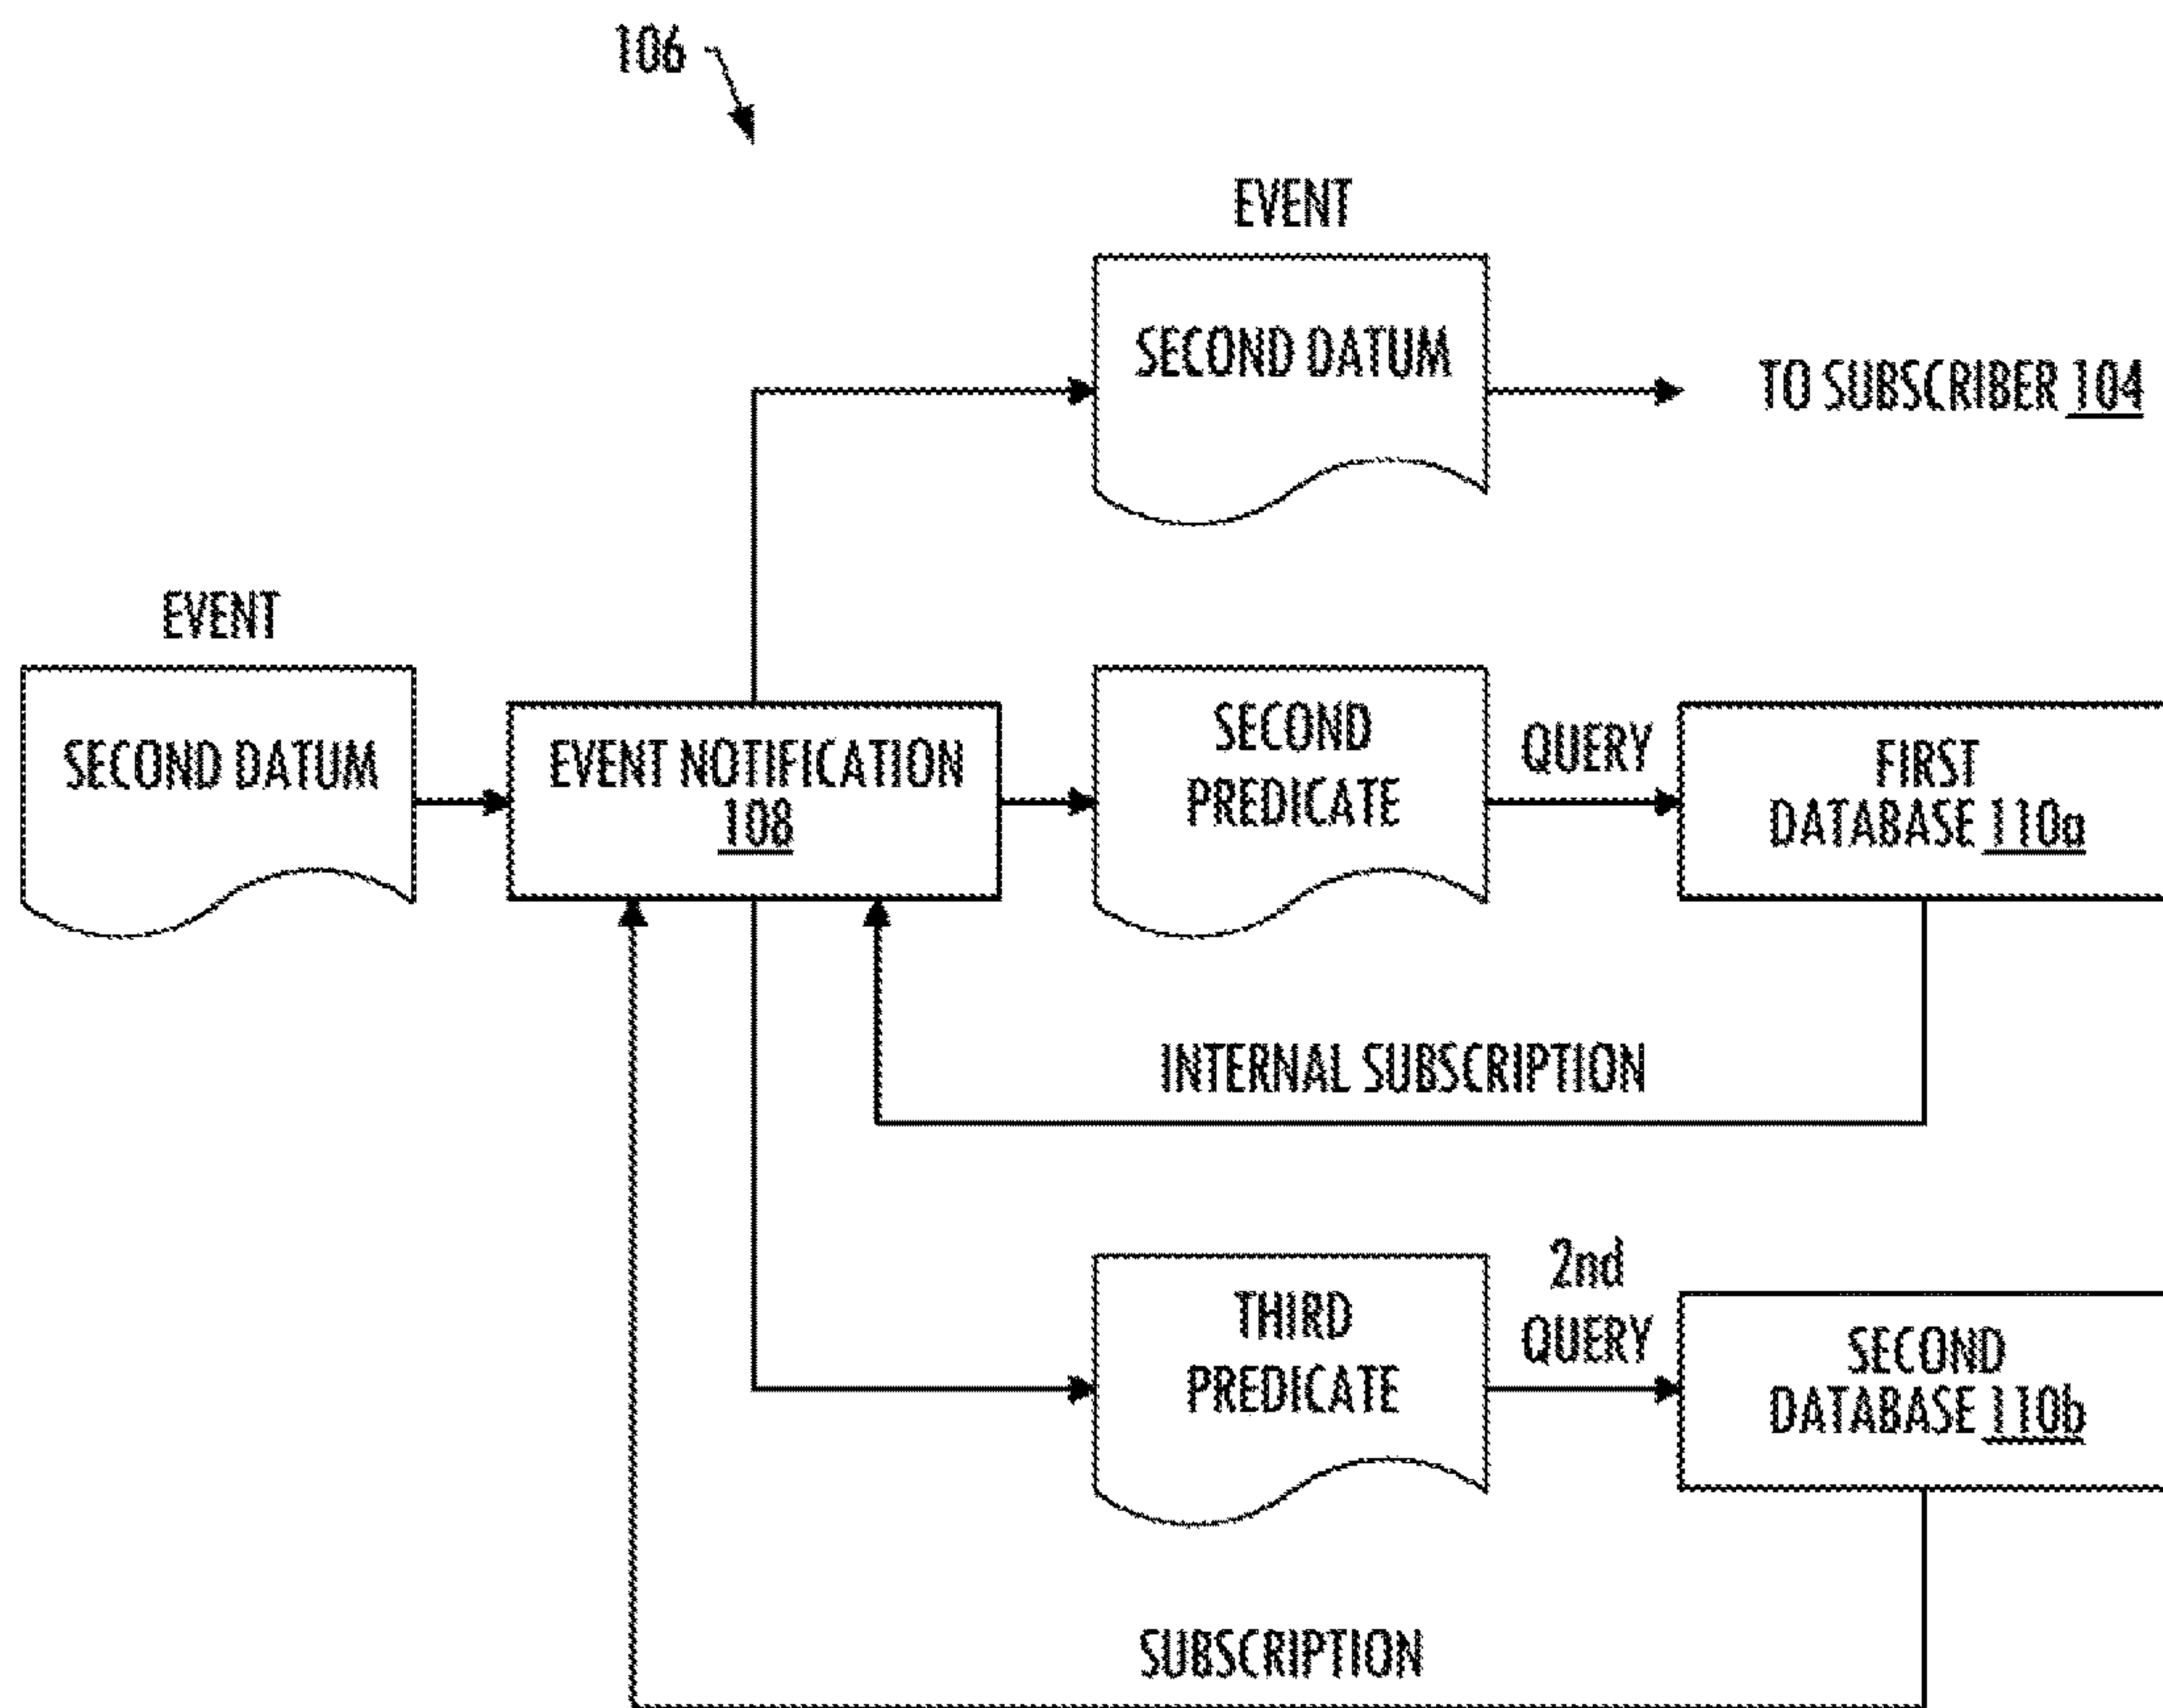 106
EVENT
SECOND DATUM
TO SUBSCRIBER 104
EVENT
SECOND DATUM
EVENT NOTIFICATION
108
SECOND
PREDICATE
QUERY
FIRST
DATABASE 110a
INTERNAL SUBSCRIPTION
THIRD
PREDICATE
2nd
QUERY
SECOND
DATABASE 110b
SUBSCRIPTION